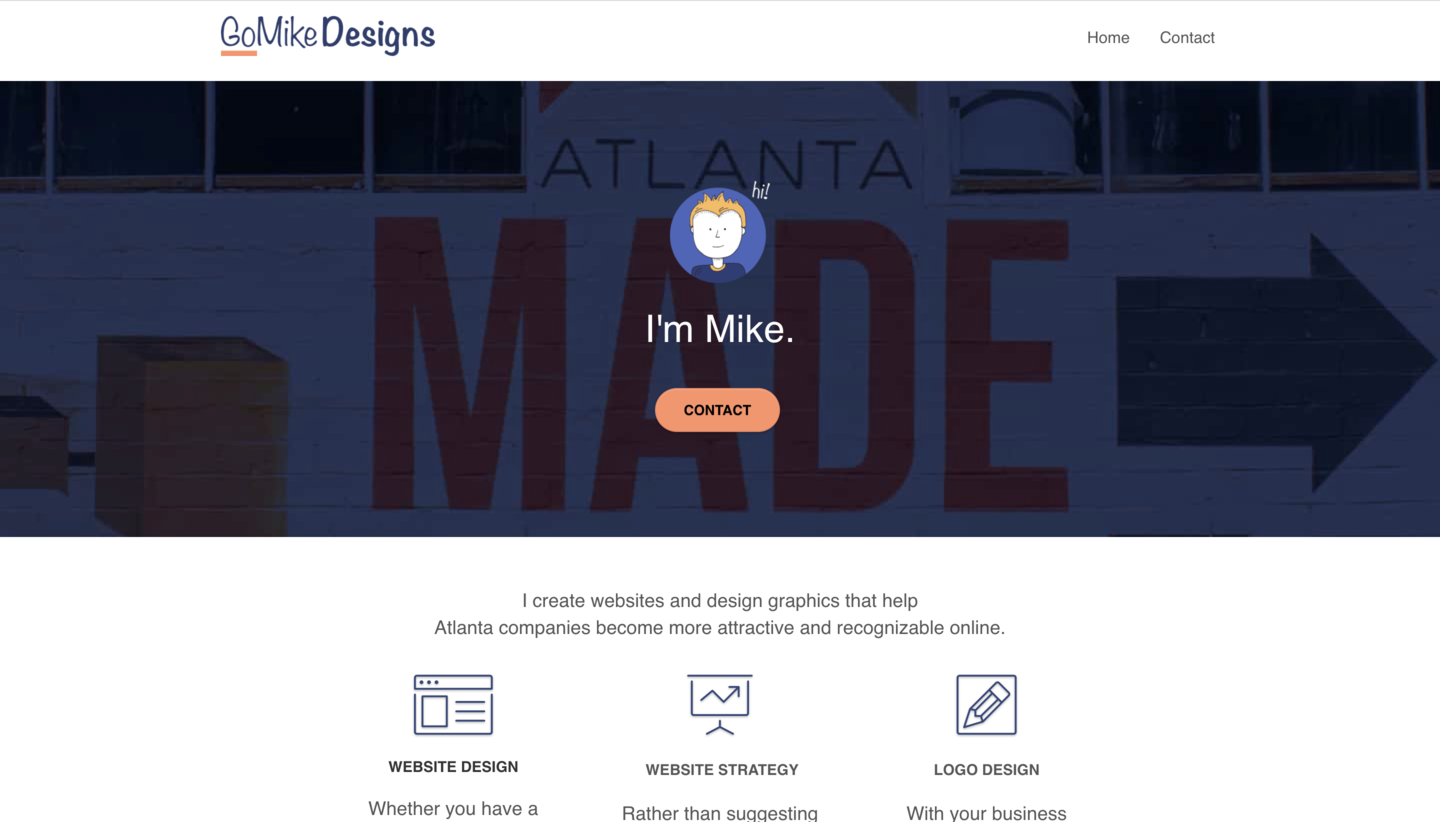 GoMike Designs
Home
Contact
ATLANTA
hi!
MADE
I'm Mike.
CONTACT
I create websites and design graphics that help
Atlanta companies become more attractive and recognizable online.
WEBSITE DESIGN
WEBSITE STRATEGY
LOGO DESIGN
Whether you have a
Rather than suggesting
With your business